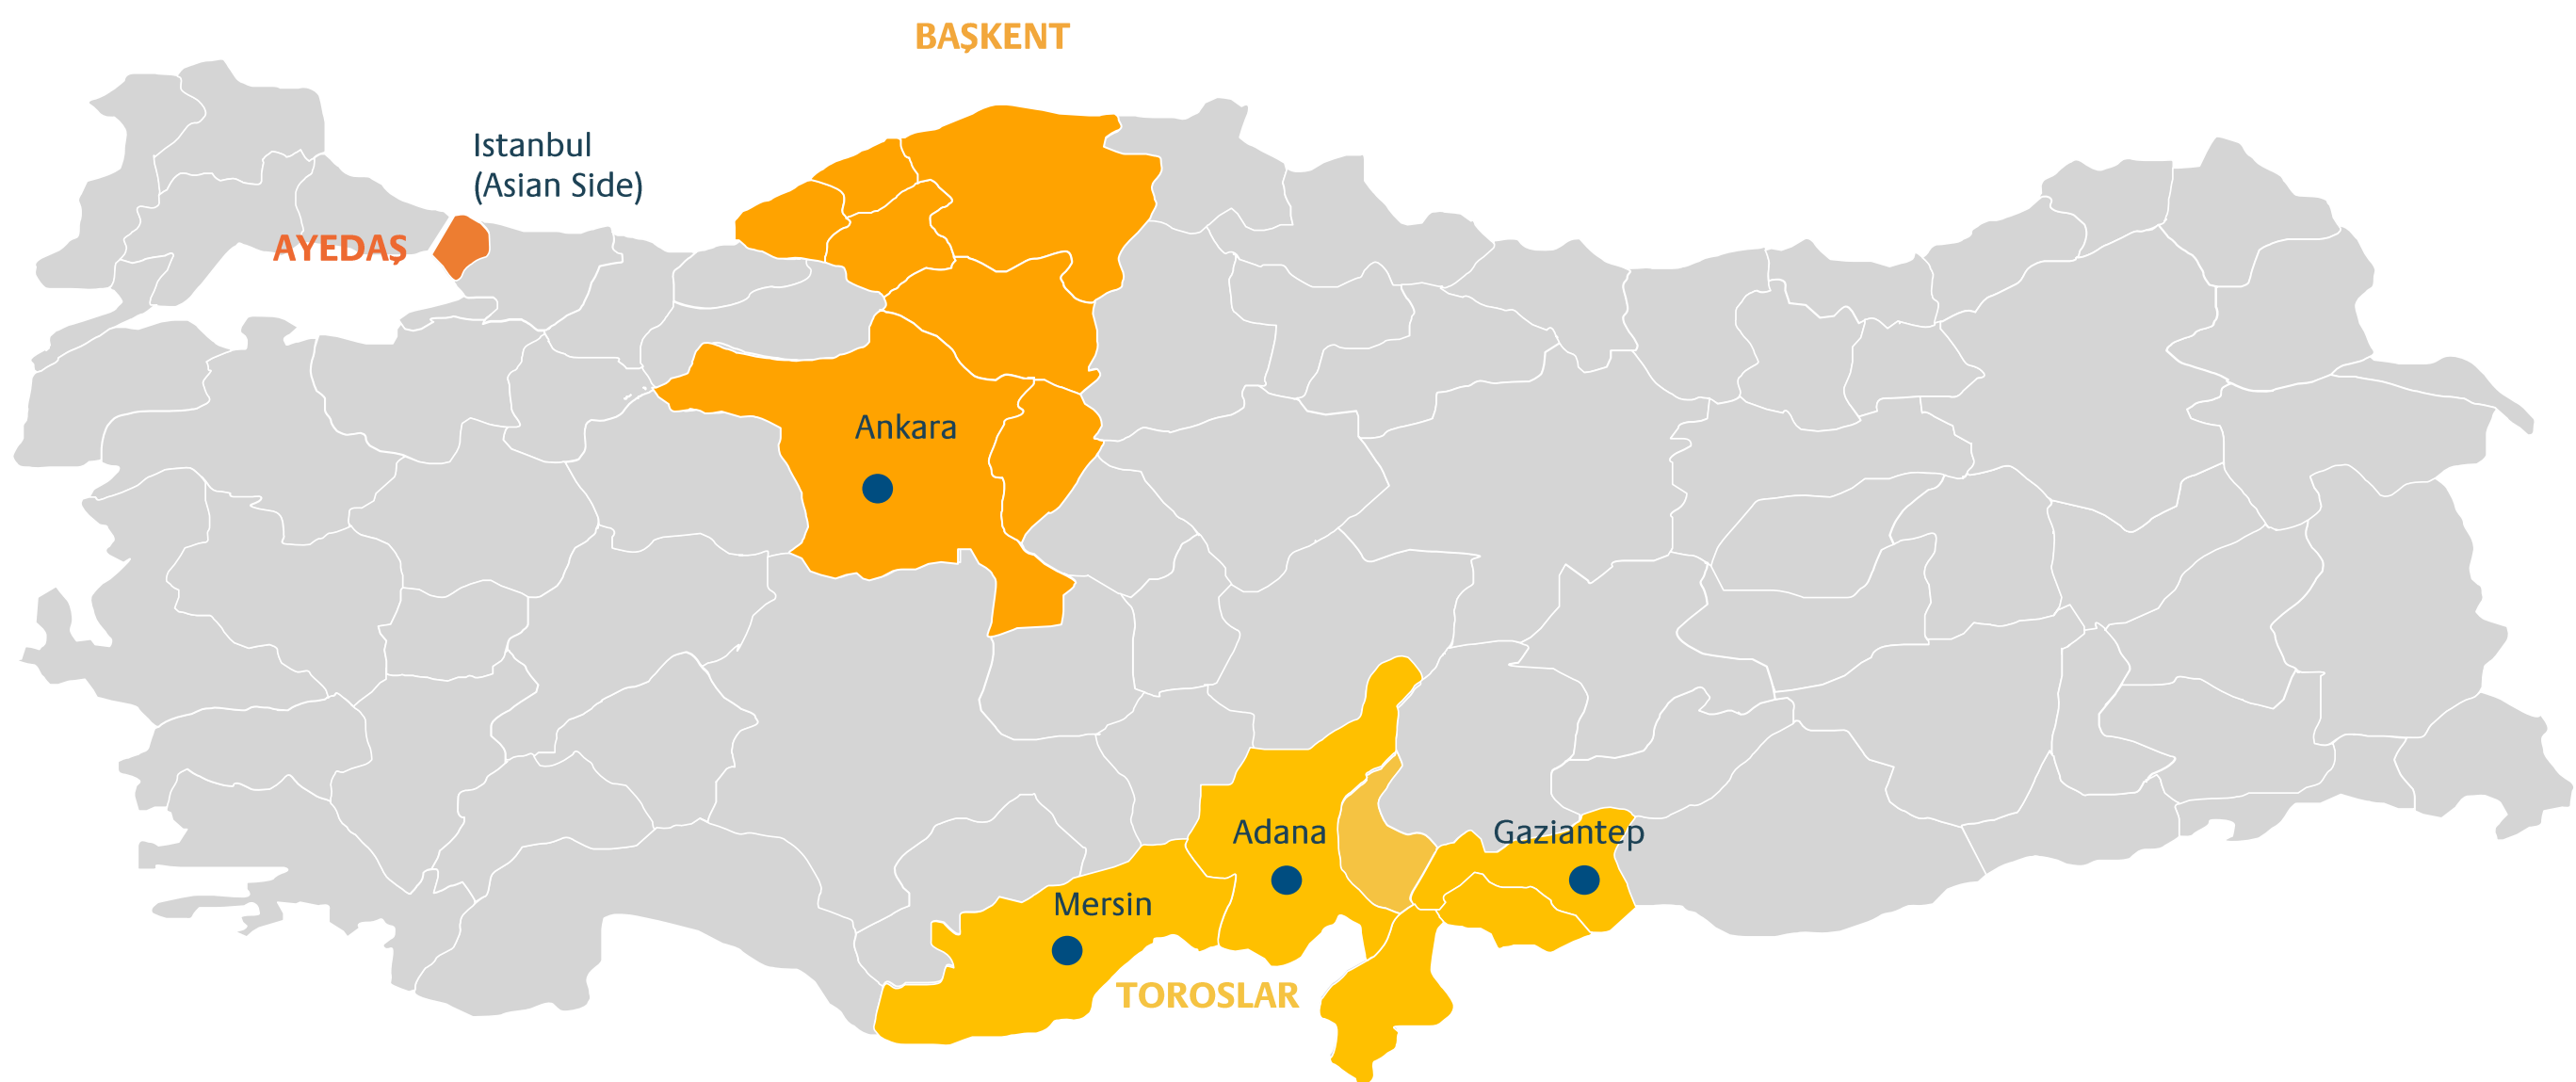 BAŞKENT
Istanbul
(Asian Side)
AYEDAŞ
Ankara
Adana
Gaziantep
Mersin
TOROSLAR